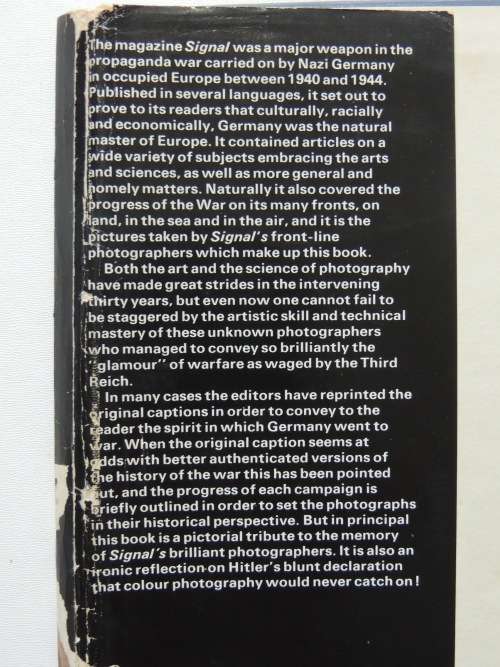 The magazine Signal was a major weapon in the
propaganda war carried on by Nazi Germany
in occupied Europe between 1940 and 1944.
Published in several languages, it set out to
prove to its readers that culturally, racially
and economically, Germany was the natural
master of Europe. It contained articles on a
wide variety of subjects embracing the arts
and sciences, as well as more general and
homely matters. Naturally it also covered the
progress of the War on its many fronts, on
land, in the sea and in the air, and it is the
pictures taken by Signal's front-line
photographers which make up this book.
Both the art and the science of photography
have made great strides in the intervening
thirty years, but even now one cannot fail to
be staggered by the artistic skill and technical
mastery of these unknown photographers
who managed to convey so brilliantly the
"glamour" of warfare as waged by the Third
Reich.
In many cases the editors have reprinted the
original captions in order to convey to the
reader the spirit in which Germany went to
war. When the original caption seems at
odds with better authenticated versions of
the history of the war this has been pointed
out, and the progress of each campaign is
briefly outlined in order to set the photographs
in their historical perspective. But in principal
this book is a pictorial tribute to the memory
of Signal's brilliant photographers. It is also an
ironic reflection on Hitler's blunt declaration
that colour photography would never catch on!